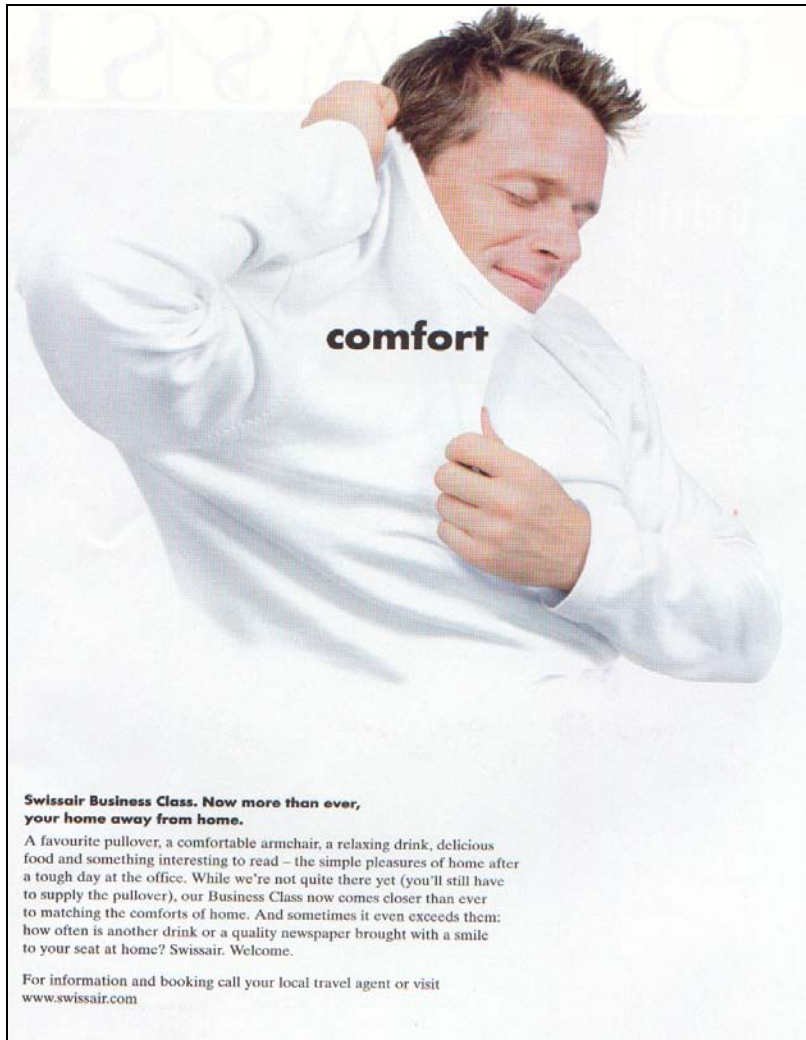 comfort
Swissair Business Class. Now more than ever,
your home away from home.
A favourite pullover, a comfortable armchair, a relaxing drink, delicious
food and something interesting to read – the simple pleasures of home after
a tough day at the office. While we're not quite there yet (you'll still have
to supply the pullover), our Business Class now comes closer than ever
to matching the comforts of home. And sometimes it even exceeds them:
how often is another drink or a quality newspaper brought with a smile
to your seat at home? Swissair. Welcome.
For information and booking call your local travel agent or visit
www.swissair.com